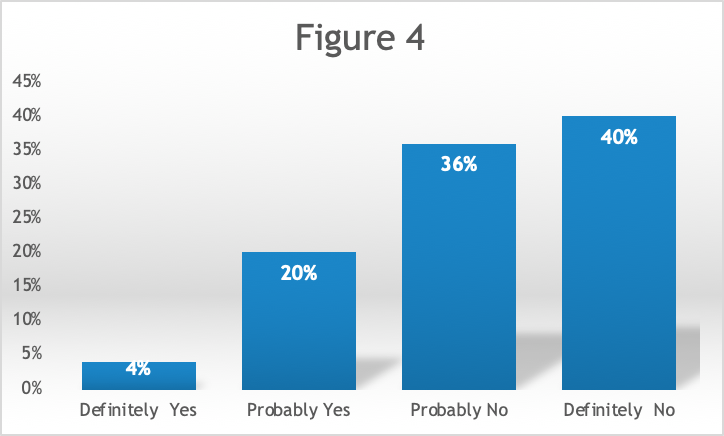 Figure 4
45%
40%
35%
30%
25%
20%
15%
10%
5%
0%
4%
20%
36%
40%
Definitely Yes
Probably Yes
Probably No
Definitely No